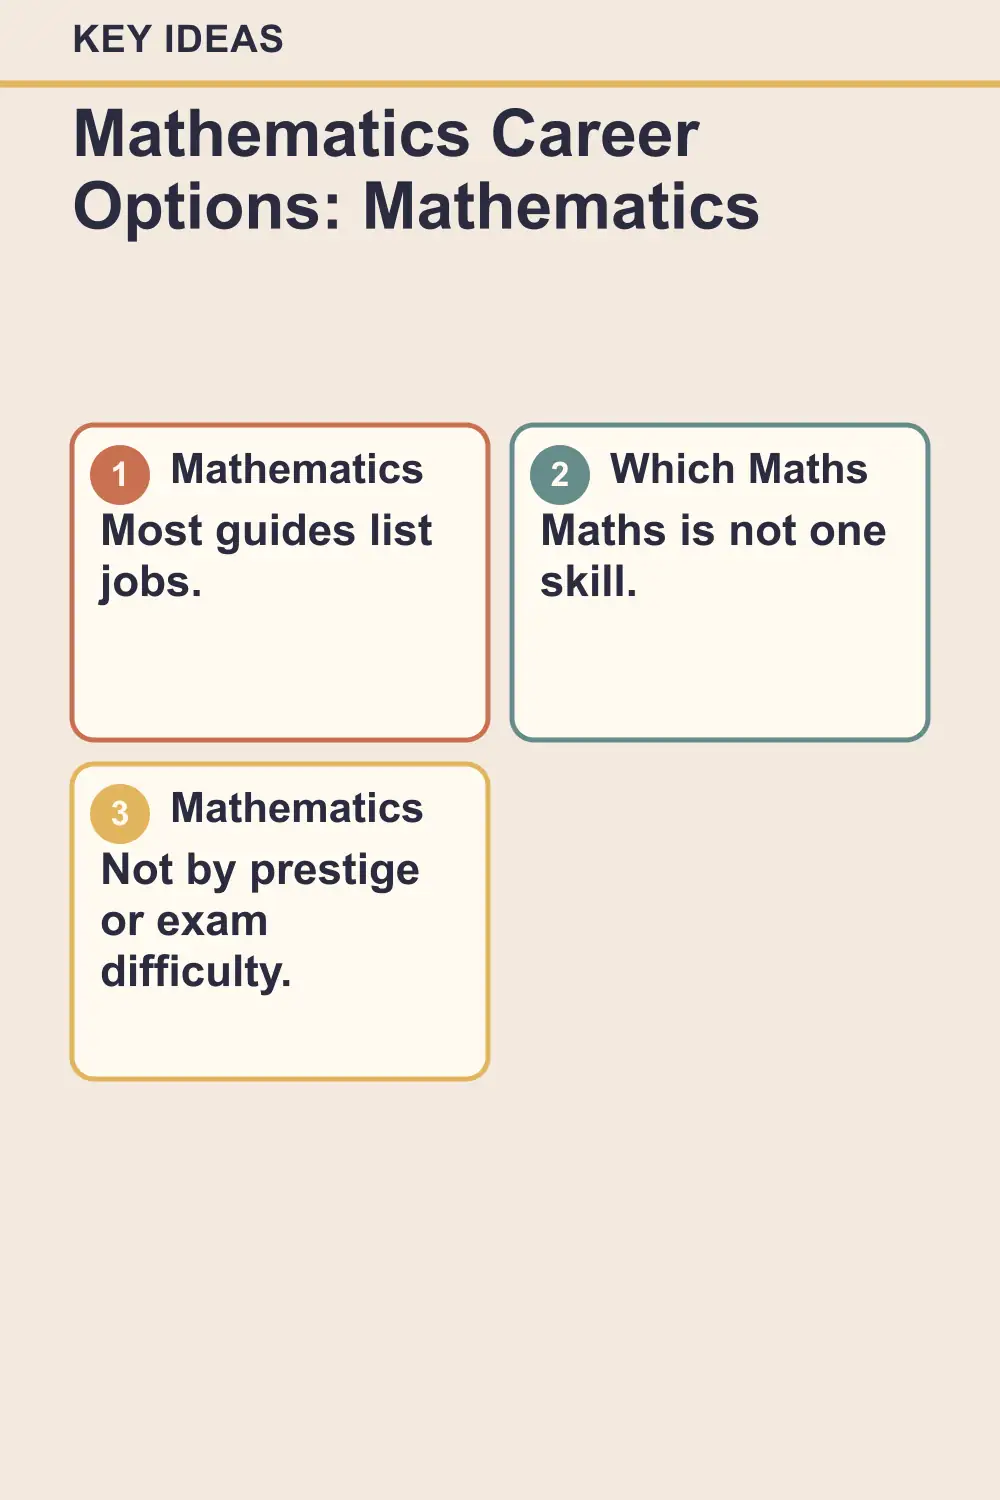 KEY IDEAS
Mathematics Career
Options: Mathematics
1 Mathematics
Most guides list
jobs.
2 Which Maths
Maths is not one
skill.
3 Mathematics
Not by prestige
or exam
difficulty.